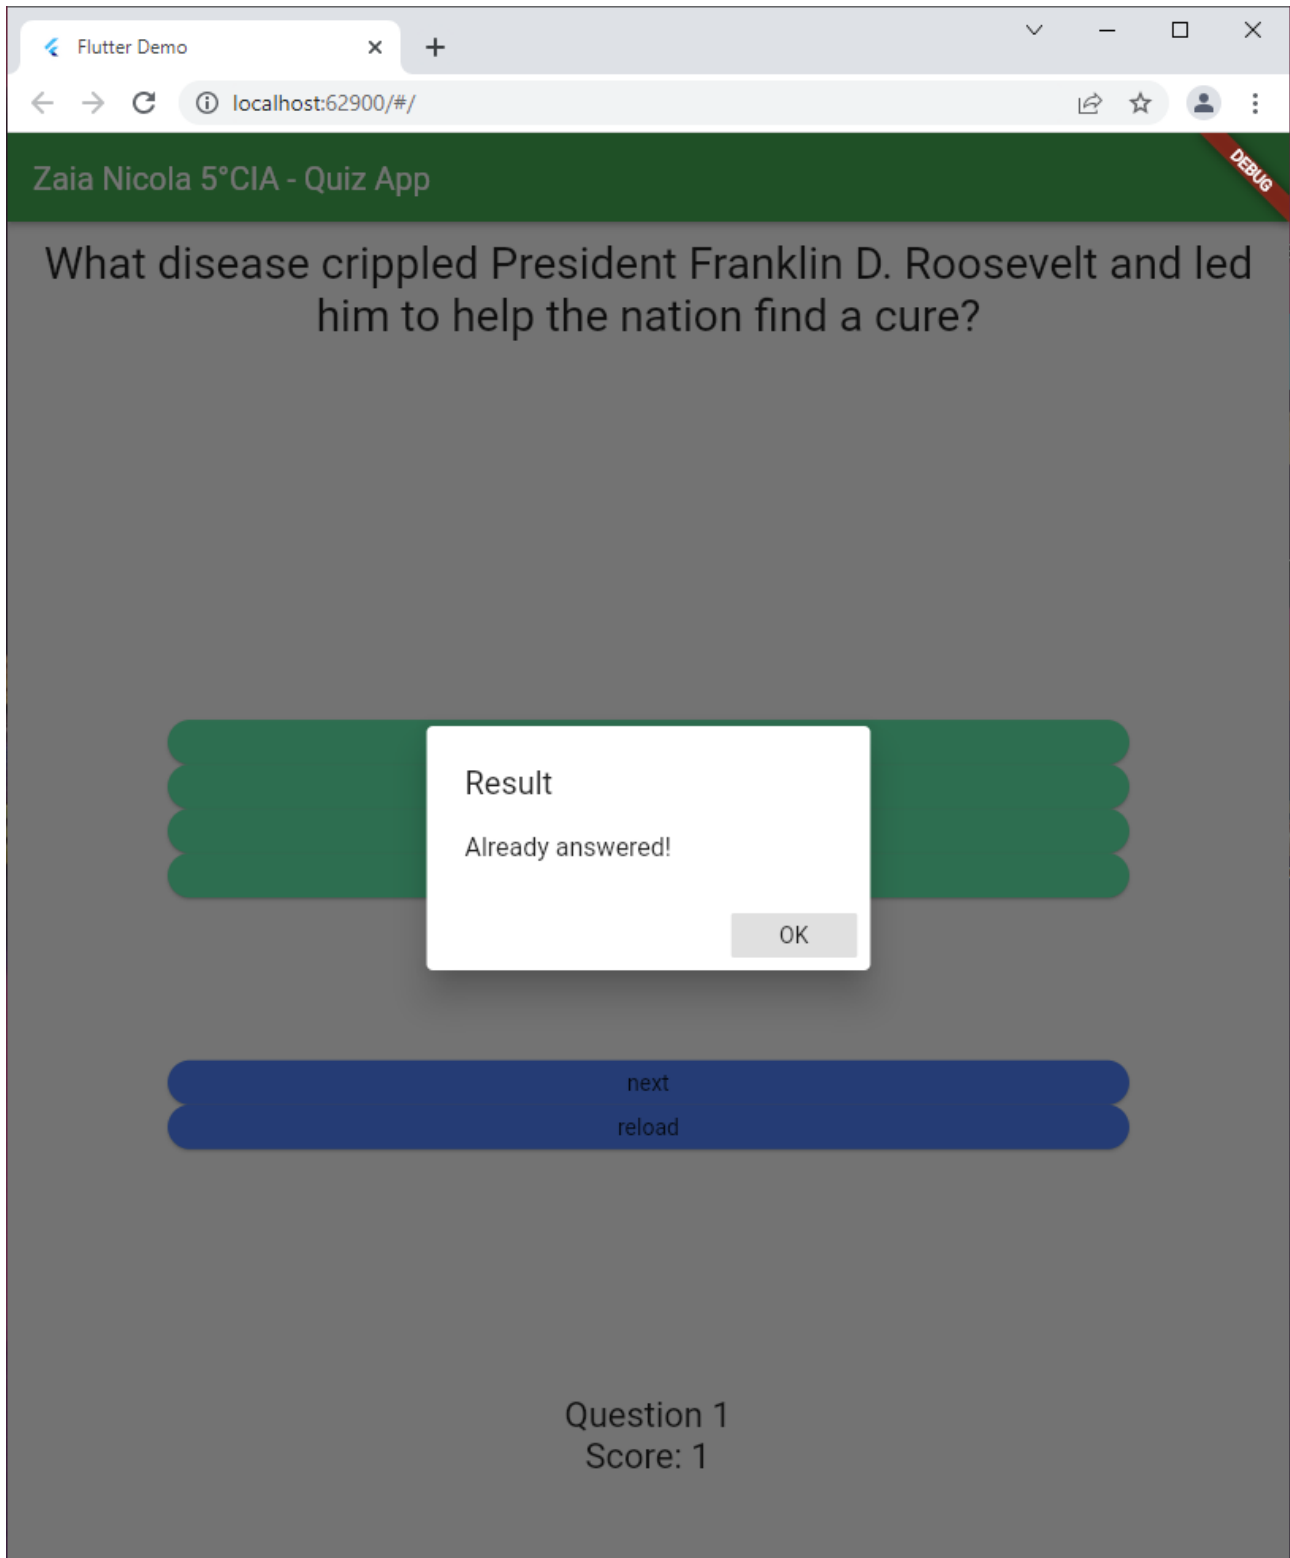 Flutter Demo
localhost:62900/#/
Zaia Nicola 5°CIA - Quiz App
DEBUG
What disease crippled President Franklin D. Roosevelt and led
him to help the nation find a cure?
Result
Already answered!
OK
next
reload
Question 1
Score: 1